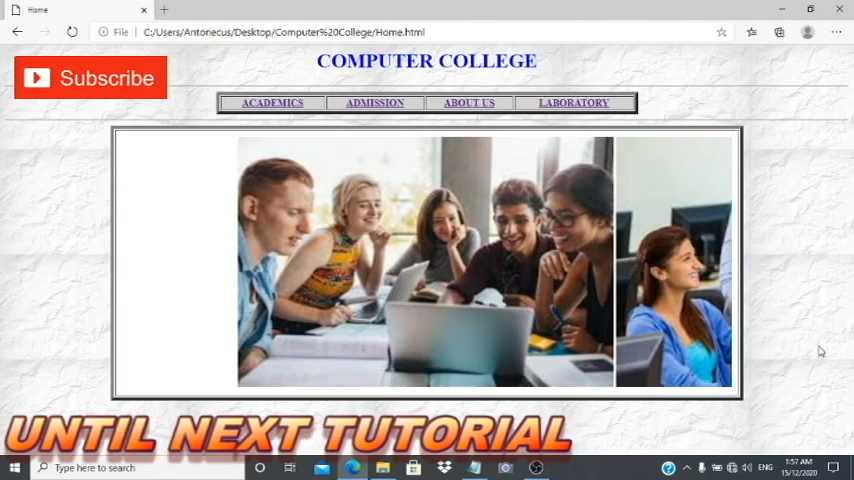 Home
File
C:/Users/Antonecus/Desktop/Computer%20College/Home.html
COMPUTER COLLEGE
Subscribe
ACADEMICS
ADMISSION
ABOUT US
LABORATORY
UNTIL NEXT TUTORIAL
Type here to search
ENG
1:57 AM
15/12/2020